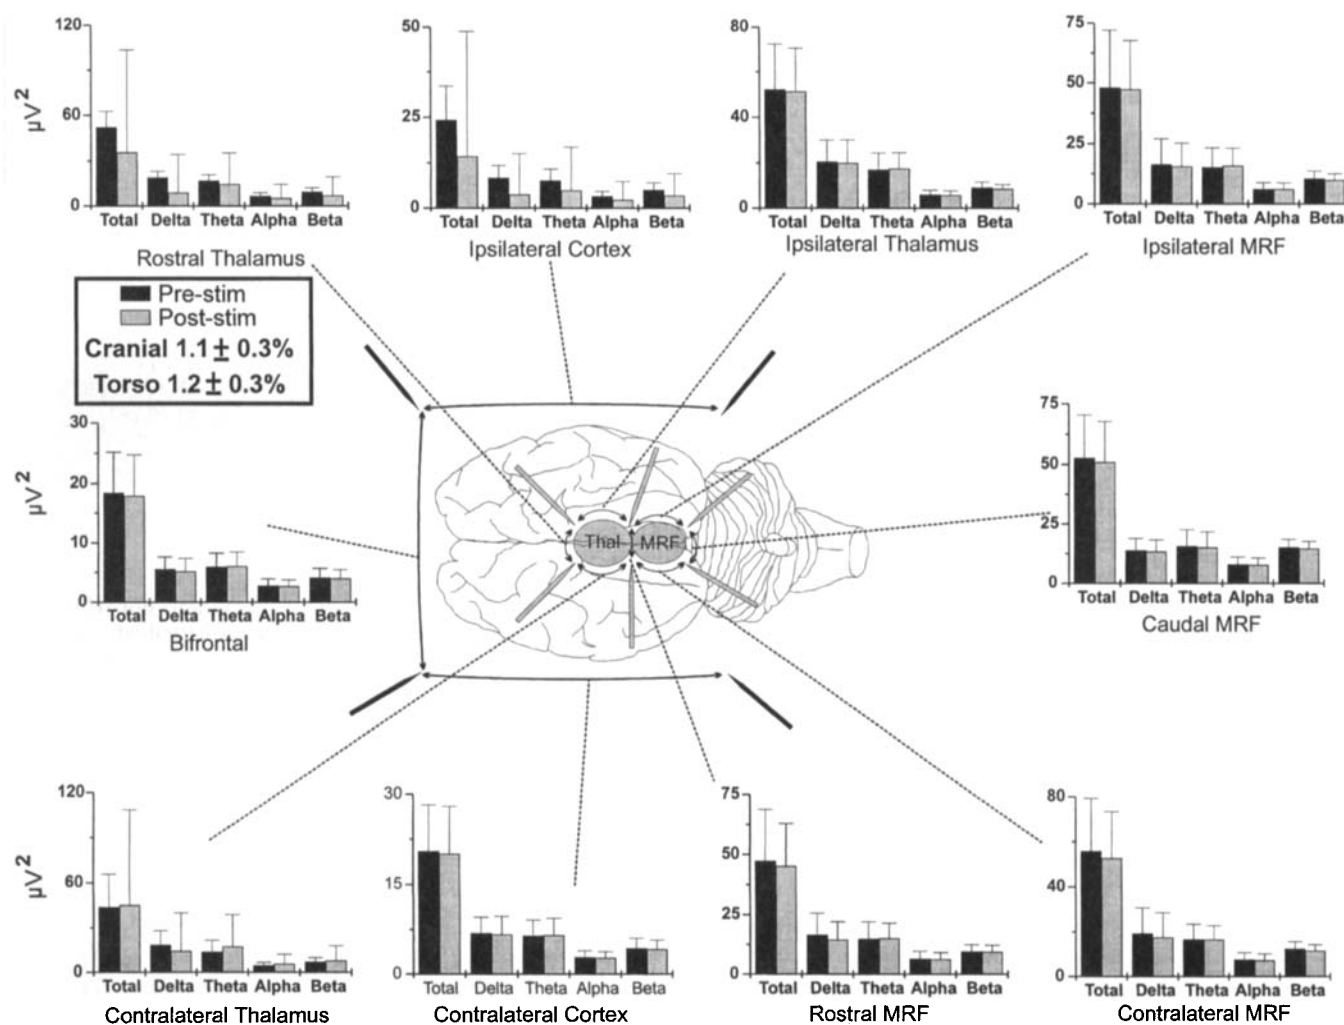 120
60
0
µV²
Total Delta Theta Alpha Beta
Rostral Thalamus
50
25
0
Total Delta Theta Alpha Beta
Ipsilateral Cortex
80
40
0
Total Delta Theta Alpha Beta
Ipsilateral Thalamus
75
50
25
0
Total Delta Theta Alpha Beta
Ipsilateral MRF
Pre-stim
Post-stim
Cranial 1.1 ± 0.3%
Torso 1.2 ± 0.3%
30
20
10
0
µV²
Total Delta Theta Alpha Beta
Bifrontal
Thal
MRF
75
50
25
0
Total Delta Theta Alpha Beta
Caudal MRF
120
60
0
µV²
Total Delta Theta Alpha Beta
Contralateral Thalamus
30
15
0
Total Delta Theta Alpha Beta
Contralateral Cortex
75
50
25
0
Total Delta Theta Alpha Beta
Rostral MRF
80
40
0
Total Delta Theta Alpha Beta
Contralateral MRF